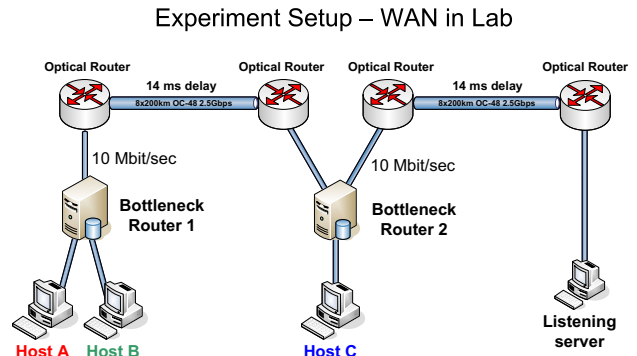 Experiment Setup – WAN in Lab
Optical Router
Optical Router
Optical Router
Optical Router
14 ms delay
14 ms delay
8x200km OC-48 2.5Gbps
8x200km OC-48 2.5Gbps
10 Mbit/sec
10 Mbit/sec
Bottleneck
Router 1
Bottleneck
Router 2
Host A
Host B
Host C
Listening
server